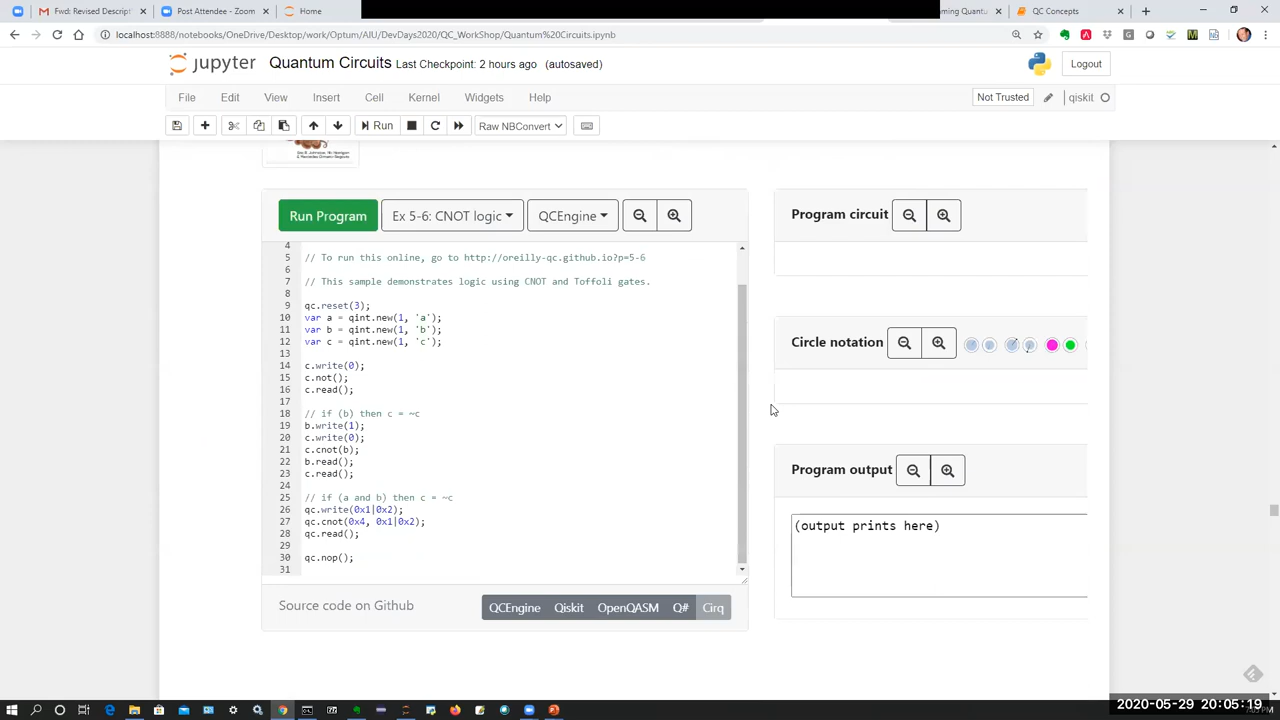 Fwd: Revised Descript
Post Attendee - Zoom
Home
ming Quantum
QC Concepts
localhost:8888/notebooks/OneDrive/Desktop/work/Optum/AIU/DevDays2020/QC_WorkShop/Quantum%20Circuits.ipynb
jupyter Quantum Circuits Last Checkpoint: 2 hours ago (autosaved)
Logout
File Edit View Insert Cell Kernel Widgets Help
Not Trusted qiskit
Run Raw NBConvert
Run Program Ex 5-6: CNOT logic QCEngine
Program circuit
4
5 // To run this online, go to http://oreilly-qc.github.io?p=5-6
6
7 // This sample demonstrates logic using CNOT and Toffoli gates.
8
9 qc.reset(3);
10 var a = qint.new(1, 'a');
11 var b = qint.new(1, 'b');
12 var c = qint.new(1, 'c');
13
14 c.write(0);
15 c.not();
16 c.read();
17
18 // if (b) then c = ~c
19 b.write(1);
20 c.write(0);
21 c.cnot(b);
22 b.read();
23 c.read();
24
25 // if (a and b) then c = ~c
26 qc.write(0x1|0x2);
27 qc.cnot(0x4, 0x1|0x2);
28 qc.read();
29
30 qc.nop();
31
Circle notation
Program output
(output prints here)
Source code on Github
QCEngine Qiskit OpenQASM Q# Cirq
2020-05-29 20:05:19